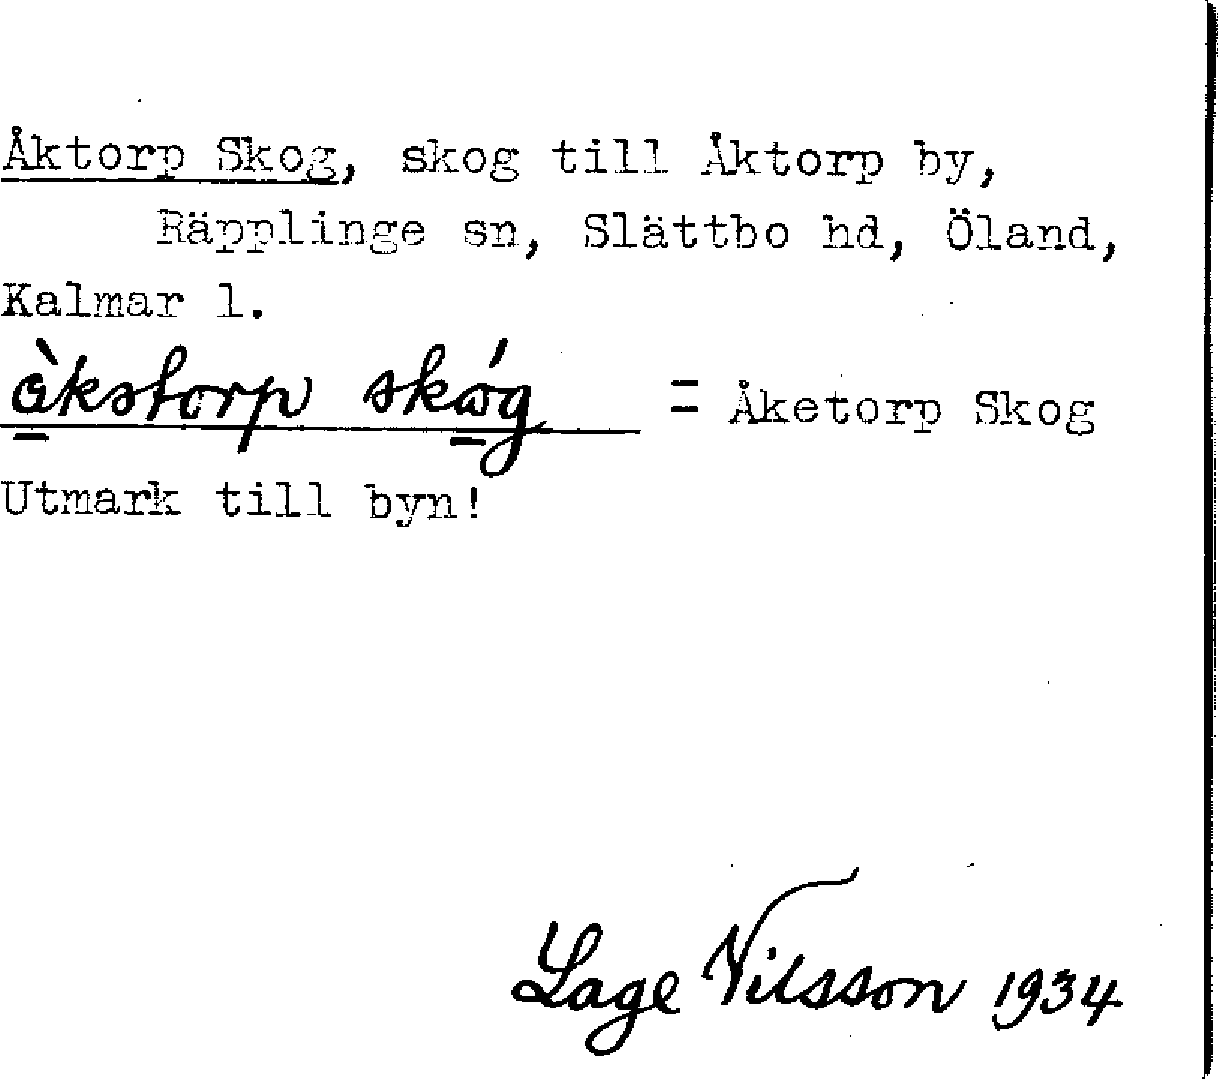 Åktorp Skog, skog till Åktorp by,
Räpplinge sn, Slättbo hd, Öland,
Kalmar l.
åkstorp skóg = Åketorp Skog
Utmark till byn!
Lage Nilsson 1934